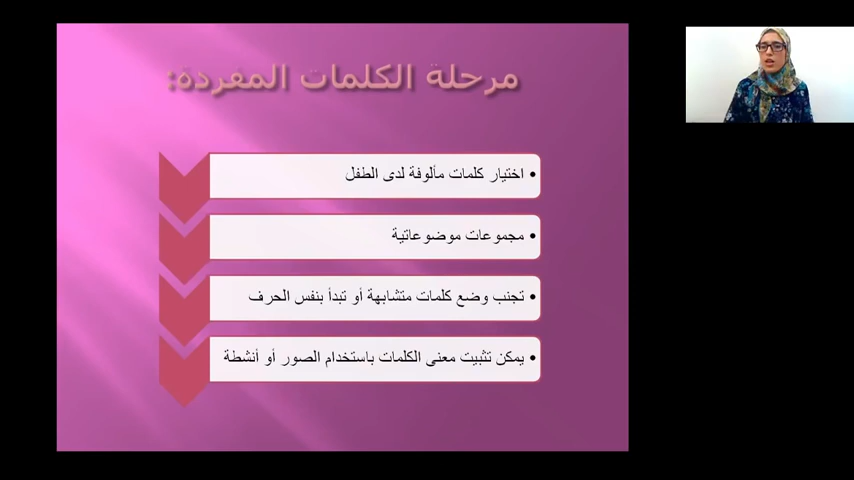 مرحلة الكلمات المفردة:
• اختيار كلمات مألوفة لدى الطفل
• مجموعات موضوعاتية
• تجنب وضع كلمات متشابهة أو تبدأ بنفس الحرف
• يمكن تثبيت معنى الكلمات باستخدام الصور أو أنشطة